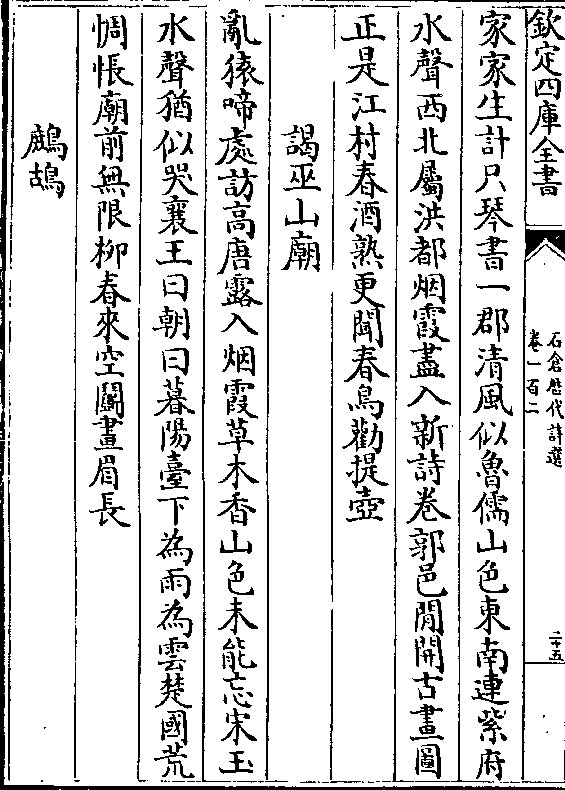 欽定四庫全書
石倉歷代詩選
卷一百二
二十五
家家生計只琴書一郡清風似魯儒山色東南連紫府
水聲西北屬洪都烟霞盡入新詩卷郭邑閒開古畫圖
正是江村春酒熟更聞春鳥勸提壺
謁巫山廟
亂猿啼處訪高唐露入烟霞草木香山色未能忘宋玉
水聲猶似哭襄王日朝日暮陽臺下為雨為雲楚國荒
惆悵廟前無限柳春來空鬭畫眉長
鷓鴣